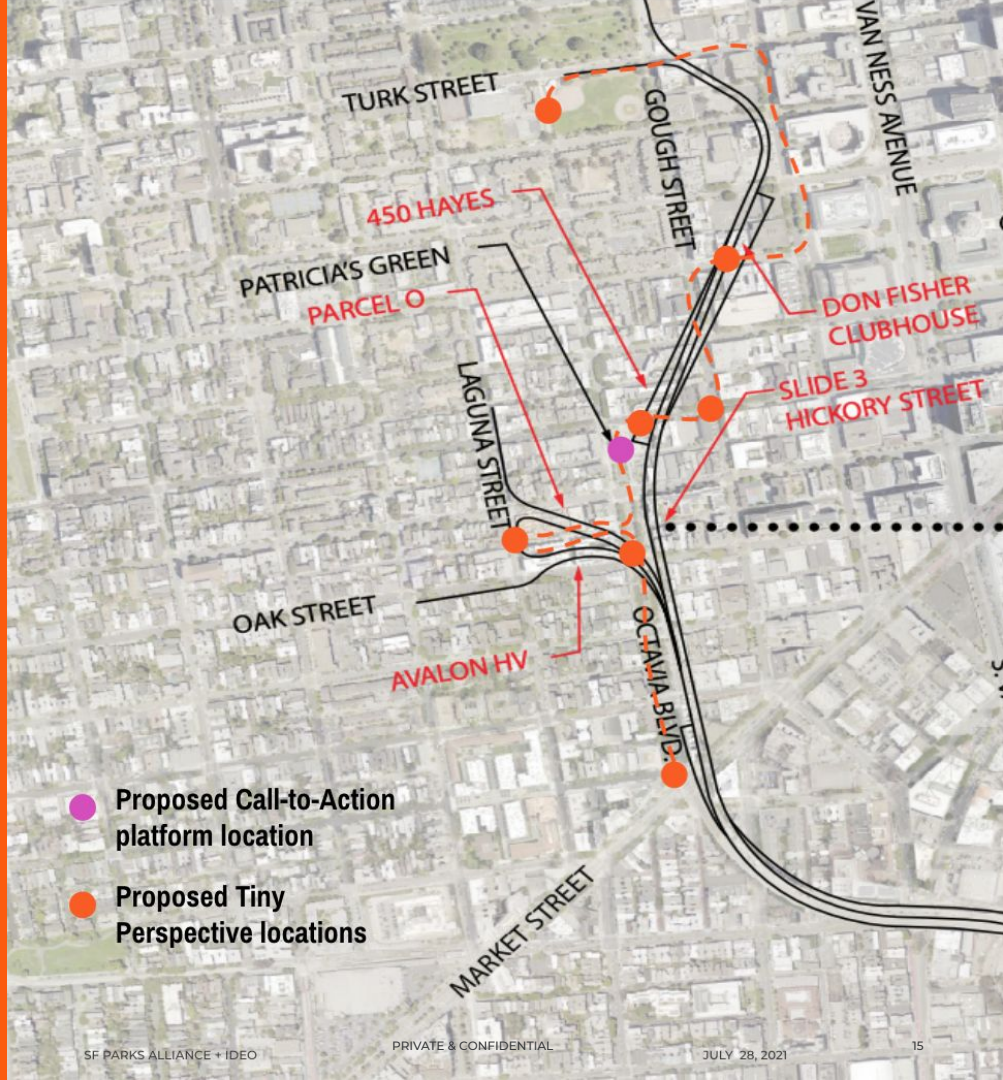 VAN NESS AVENUE
TURK STREET
GOUGH STREET
450 HAYES
PATRICIA'S GREEN
PARCEL O
DON FISHER
CLUBHOUSE
LAGUNA STREET
SLIDE 3
HICKORY STREET
OAK STREET
OCTAVIA BLVD.
AVALON HV
Proposed Call-to-Action
platform location
Proposed Tiny
Perspective locations
MARKET STREET
SF PARKS ALLIANCE + IDEO
PRIVATE & CONFIDENTIAL
JULY 28, 2021
15